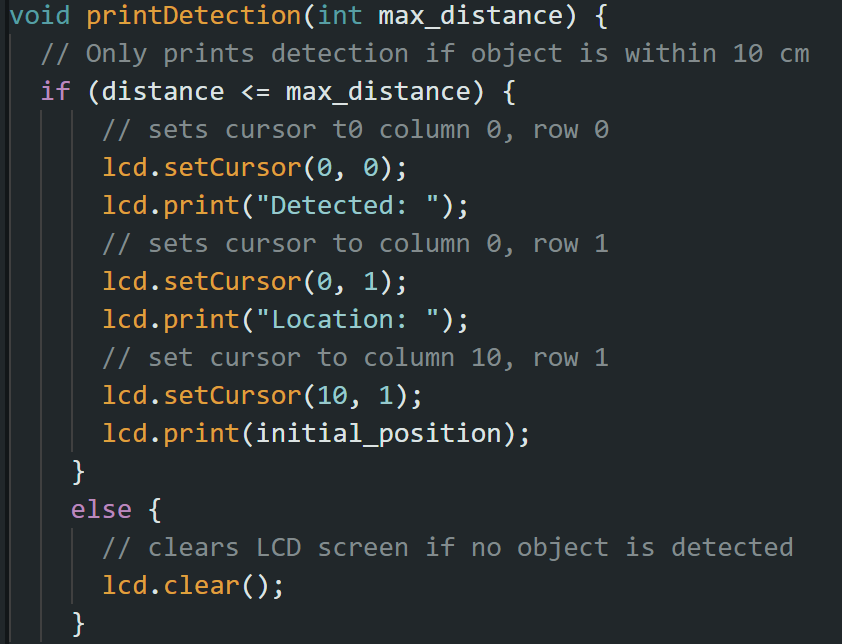 void printDetection(int max_distance) {
  // Only prints detection if object is within 10 cm
  if (distance <= max_distance) {
      // sets cursor t0 column 0, row 0
      lcd.setCursor(0, 0);
      lcd.print("Detected: ");
      // sets cursor to column 0, row 1
      lcd.setCursor(0, 1);
      lcd.print("Location: ");
      // set cursor to column 10, row 1
      lcd.setCursor(10, 1);
      lcd.print(initial_position);
    }
    else {
      // clears LCD screen if no object is detected
      lcd.clear();
    }